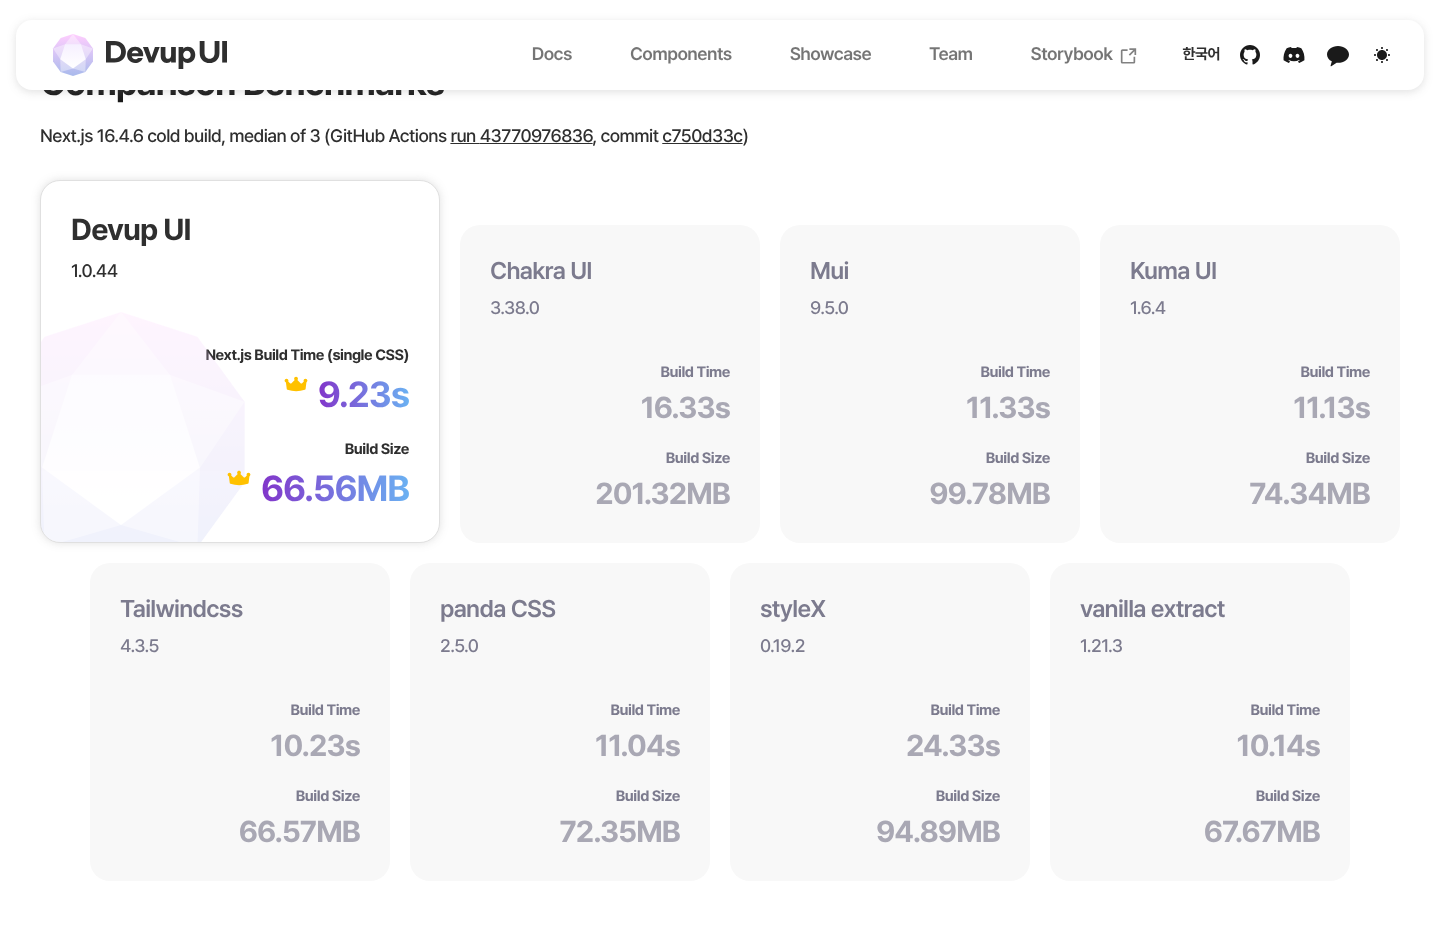 Devup UI
Docs
Components
Showcase
Team
Storybook
한국어
Comparison Benchmarks
Next.js 16.4.6 cold build, median of 3 (GitHub Actions run 43770976836, commit c750d33c)
Devup UI
1.0.44
Next.js Build Time (single CSS)
9.23s
Build Size
66.56MB
Chakra UI
3.38.0
Build Time
16.33s
Build Size
201.32MB
Mui
9.5.0
Build Time
11.33s
Build Size
99.78MB
Kuma UI
1.6.4
Build Time
11.13s
Build Size
74.34MB
Tailwindcss
4.3.5
Build Time
10.23s
Build Size
66.57MB
panda CSS
2.5.0
Build Time
11.04s
Build Size
72.35MB
styleX
0.19.2
Build Time
24.33s
Build Size
94.89MB
vanilla extract
1.21.3
Build Time
10.14s
Build Size
67.67MB